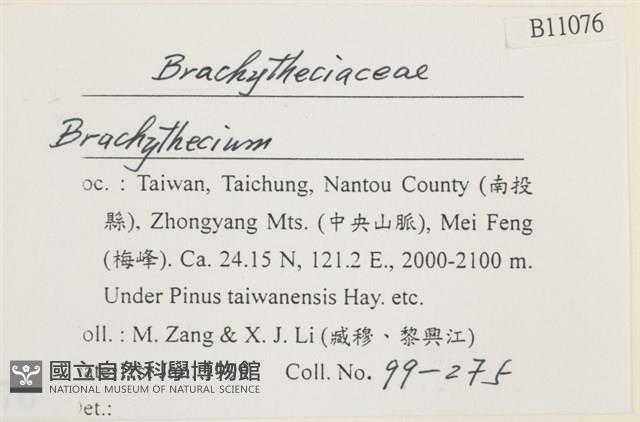 B11076
Brachytheciaceae
Brachythecium
oc. : Taiwan, Taichung, Nantou County (南投
縣), Zhongyang Mts. (中央山脈), Mei Feng
(梅峰). Ca. 24.15 N, 121.2 E., 2000-2100 m.
Under Pinus taiwanensis Hay. etc.
oll. : M. Zang & X. J. Li (臧穆、黎興江)
國立自然科學博物館 Coll. No. 99-275
NATIONAL MUSEUM OF NATURAL SCIENCE
et.: